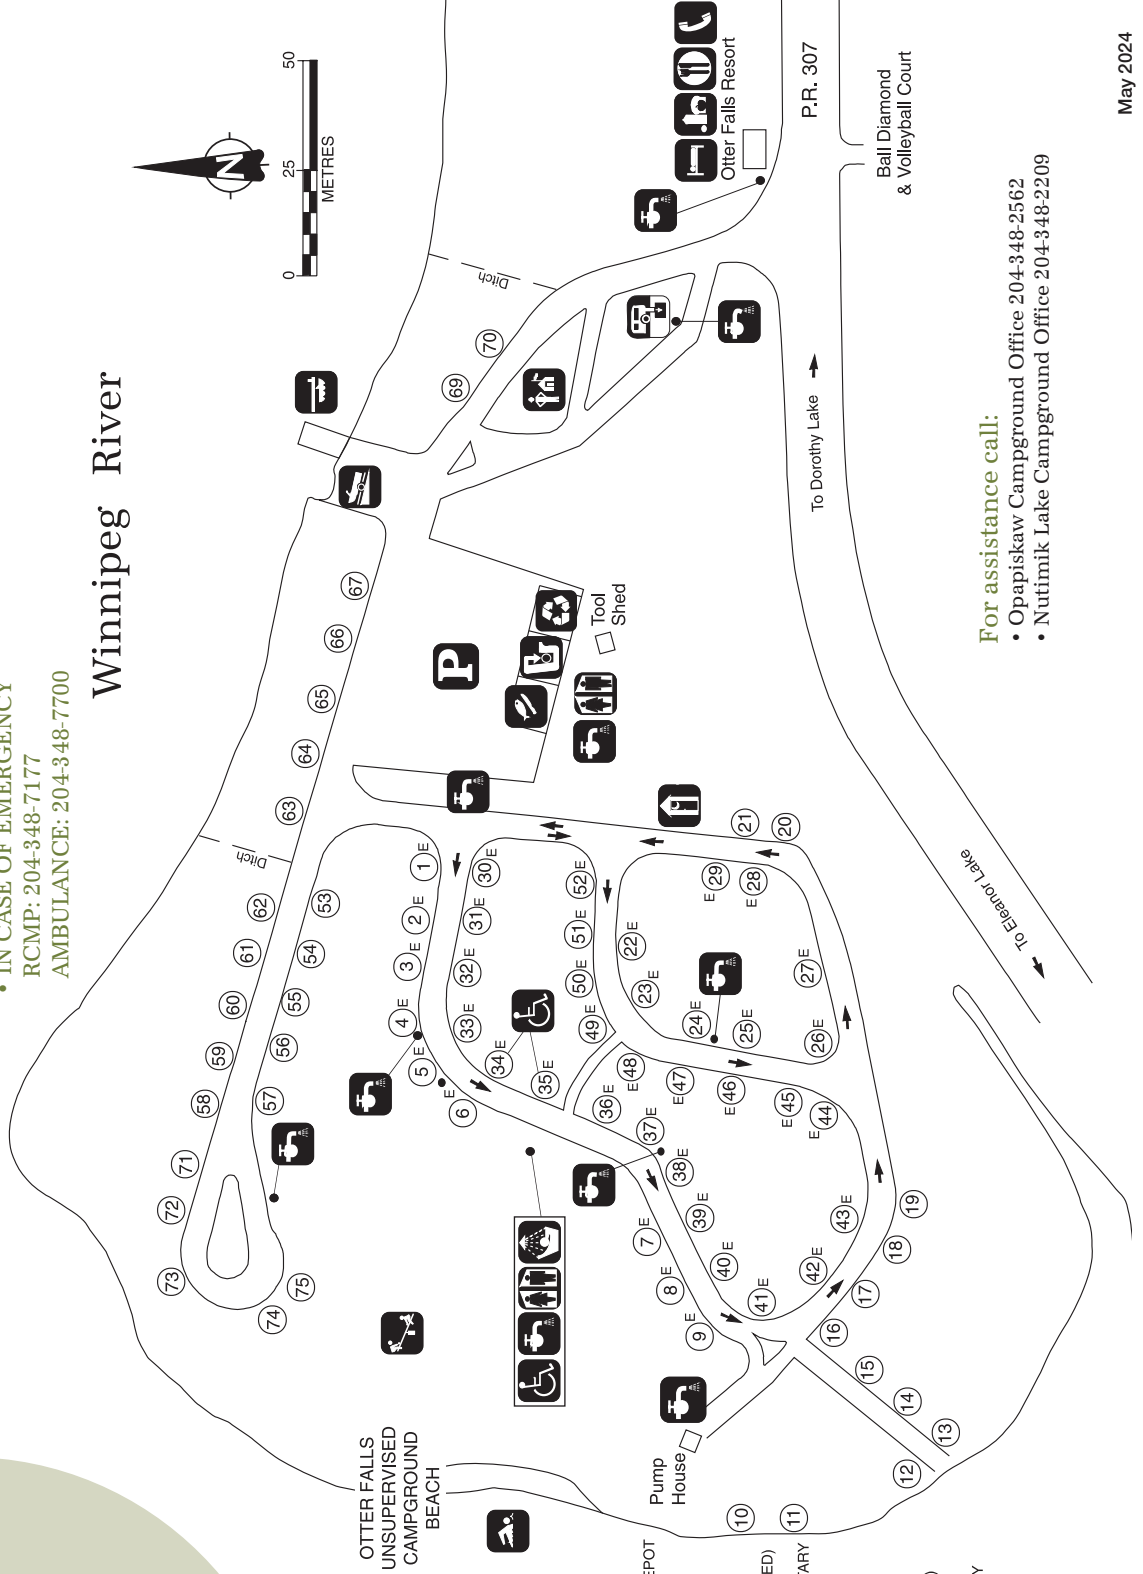 • IN CASE OF EMERGENCY
RCMP: 204-348-7177
AMBULANCE: 204-348-7700
Winnipeg River
N
0 25 50
METRES
Ditch
Ditch
Otter Falls Resort
P.R. 307
Ball Diamond
& Volleyball Court
May 2024
To Dorothy Lake
To Eleanor Lake
For assistance call:
• Opapiskaw Campground Office 204-348-2562
• Nutimik Lake Campground Office 204-348-2209
P
Tool
Shed
Pump
House
OTTER FALLS
UNSUPERVISED
CAMPGROUND
BEACH
1 E
2 E
3 E
4 E
5 E
6 E
7 E
8 E
9 E
10
11
12
13
14
15
16
17
18
19
20
21
22 E
23 E
24 E
25 E
26 E
27 E
28 E
29 E
30 E
31 E
32 E
33 E
34 E
35 E
36 E
37 E
38 E
39 E
40 E
41 E
42 E
43 E
44 E
45 E
46 E
47 E
48 E
49 E
50 E
51 E
52 E
53
54
55
56
57
58
59
60
61
62
63
64
65
66
67
69
70
71
72
73
74
75
EPOT
ED)
TARY
)
Y